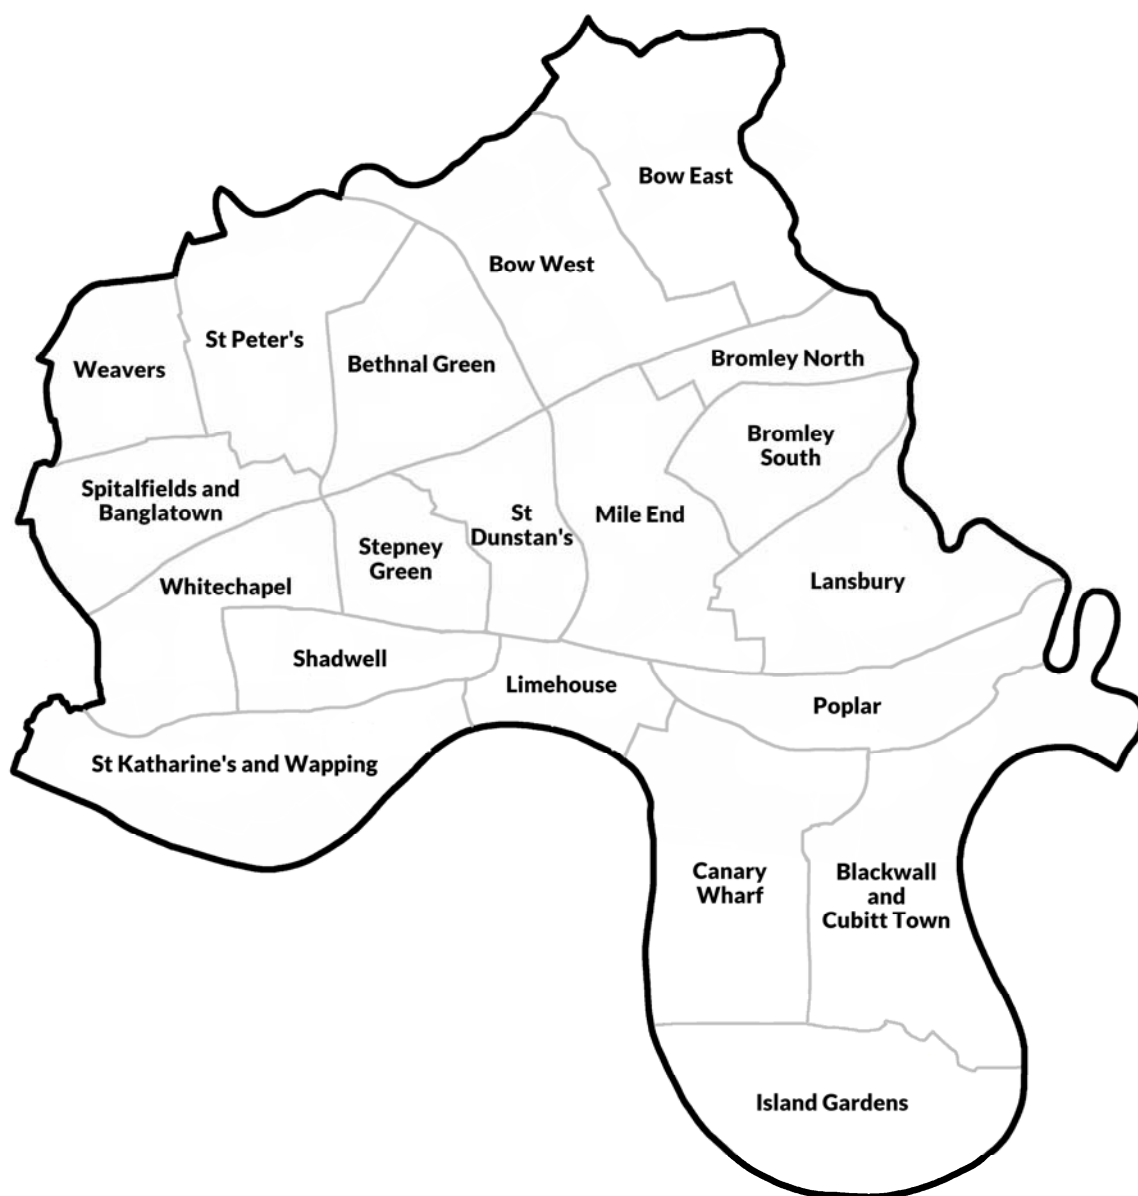 Bow East
Bow West
St Peter's
Bromley North
Bethnal Green
Weavers
Bromley
South
Spitalfields and
Banglatown
St
Dunstan's
Mile End
Stepney
Green
Whitechapel
Lansbury
Shadwell
Limehouse
Poplar
St Katharine's and Wapping
Canary
Wharf
Blackwall
and
Cubitt Town
Island Gardens